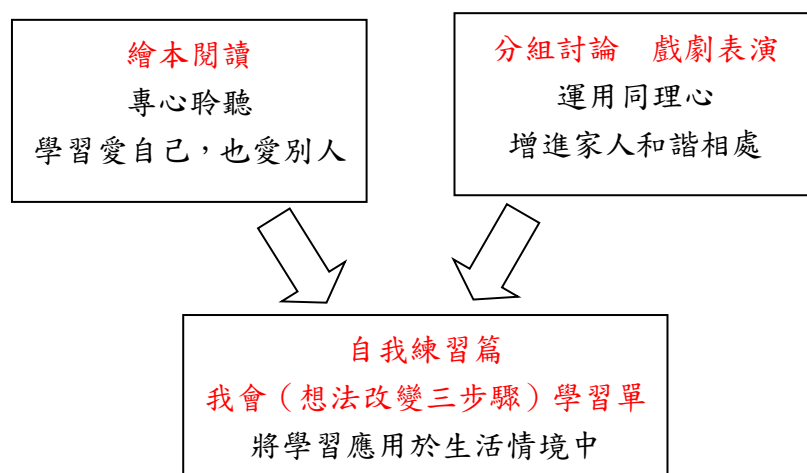 繪本閱讀
專心聆聽
學習愛自己,也愛別人
分組討論　戲劇表演
運用同理心
增進家人和諧相處
自我練習篇
我會(想法改變三步驟)學習單
將學習應用於生活情境中